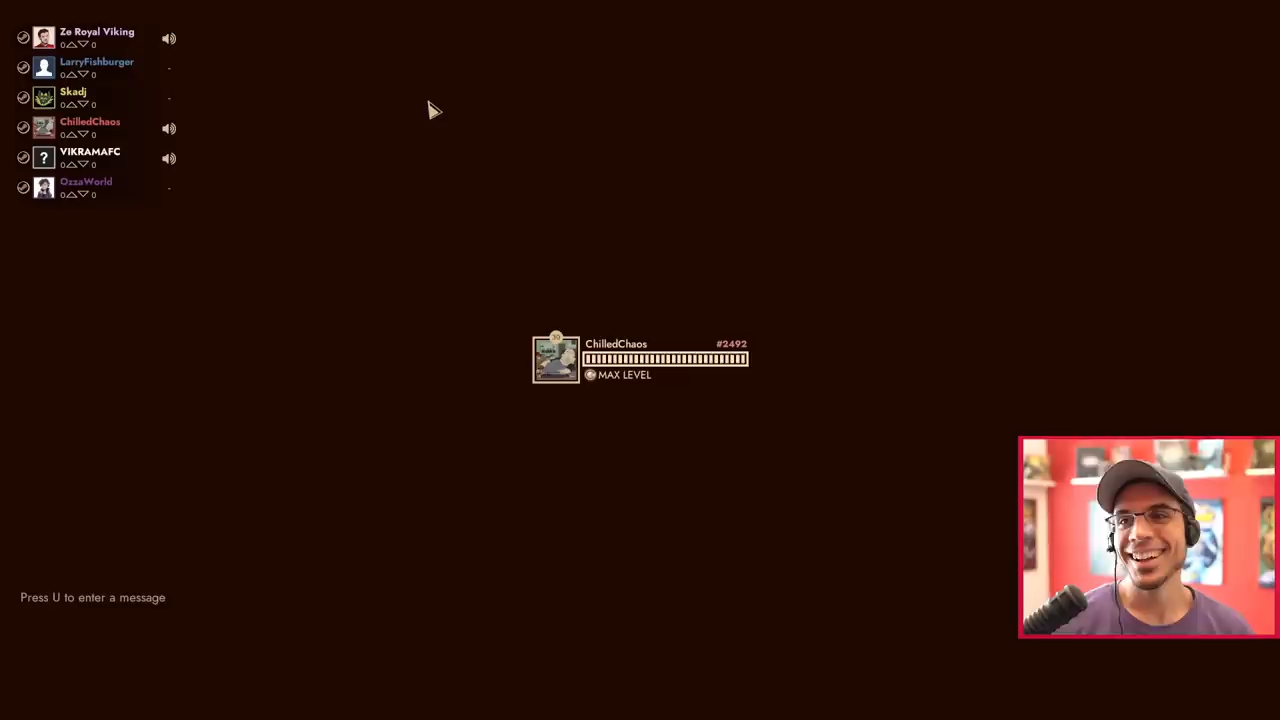 Ze Royal Viking
0 0
LarryFishburger
0 0
-
Skadj
0 0
-
ChilledChaos
0 0
VIKRAMAFC
?
0 0
OzzaWorld
0 0
-
30
ChilledChaos #2492
MAX LEVEL
Press U to enter a message